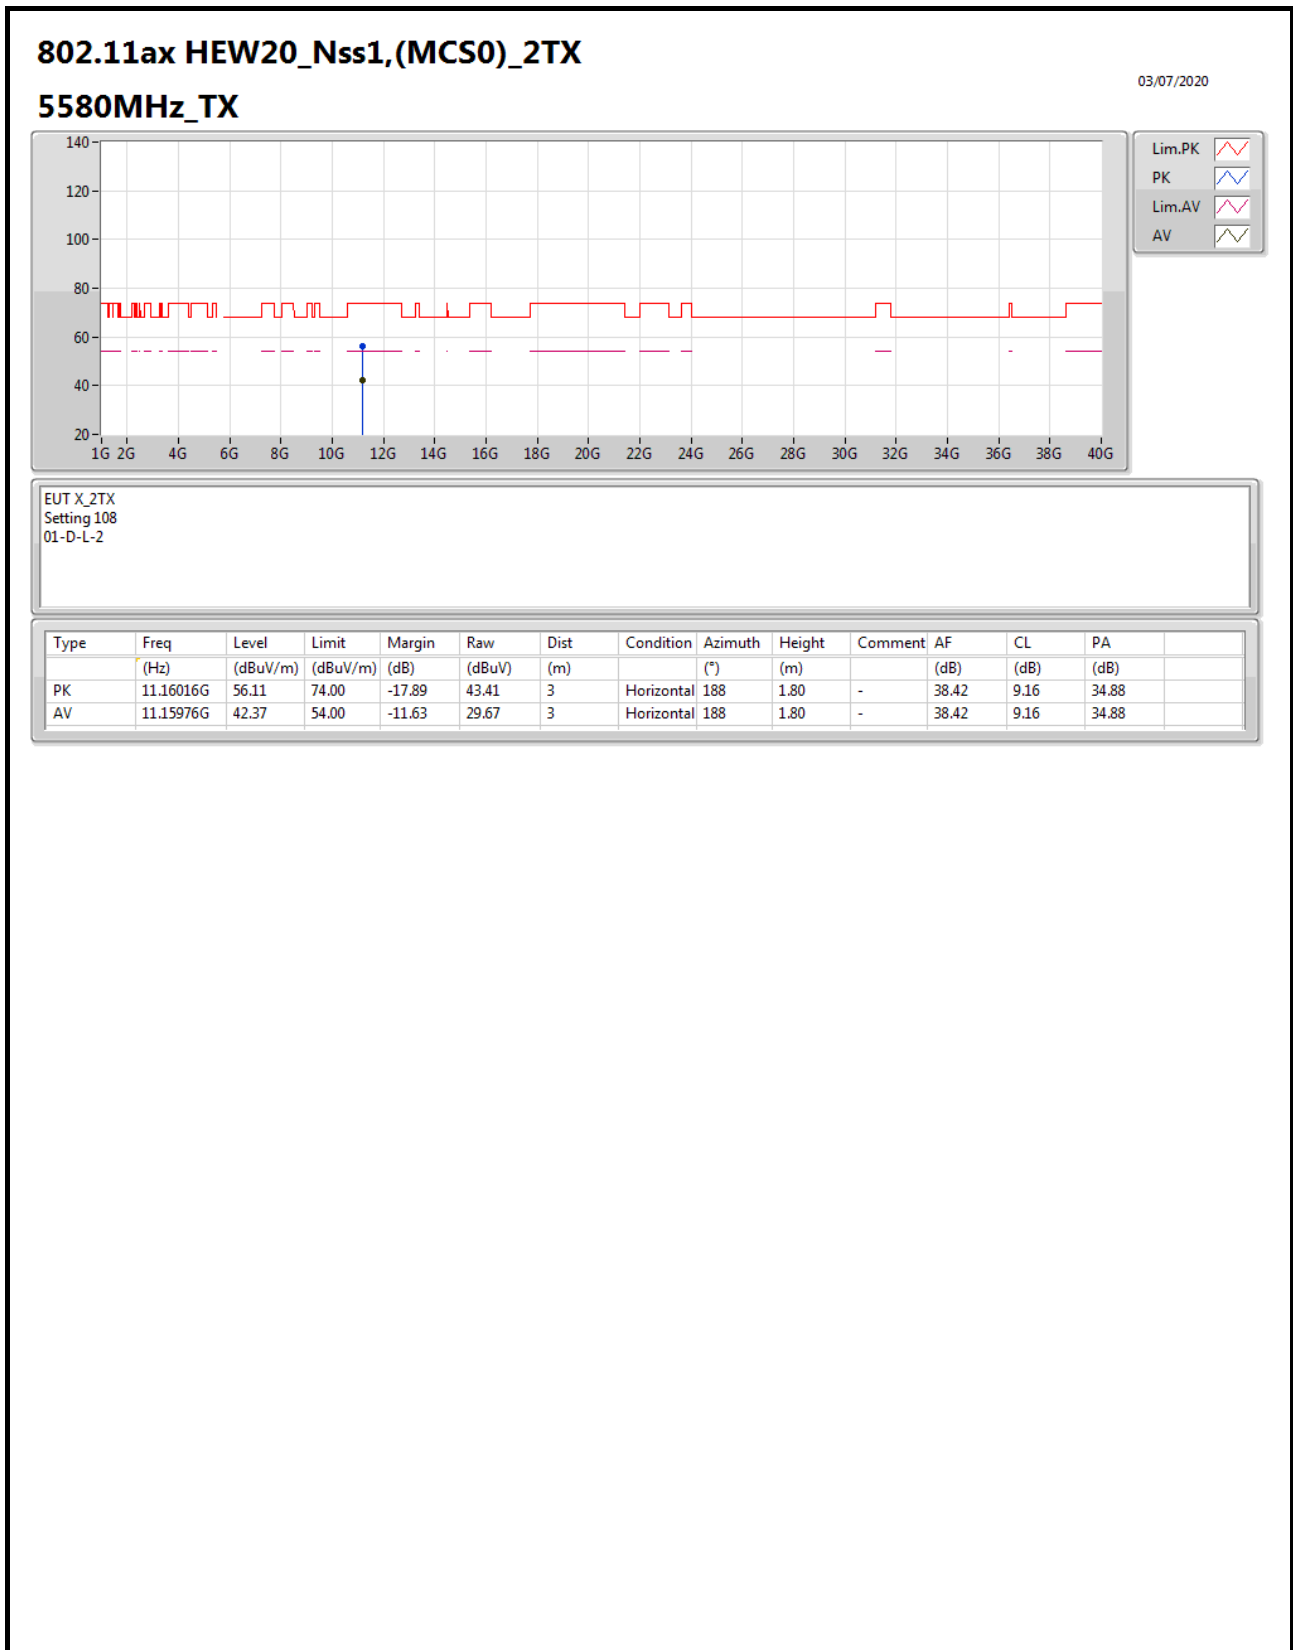 802.11ax HEW20_Nss1,(MCS0)_2TX
03/07/2020
5580MHz_TX
140
120
100
80
60
40
20
1G 2G 4G 6G 8G 10G 12G 14G 16G 18G 20G 22G 24G 26G 28G 30G 32G 34G 36G 38G 40G
Lim.PK
PK
Lim.AV
AV
EUT X_2TX
Setting 108
01-D-L-2
Type Freq Level Limit Margin Raw Dist Condition Azimuth Height Comment AF CL PA
(Hz) (dBuV/m) (dBuV/m) (dB) (dBuV) (m) (°) (m) (dB) (dB) (dB)
PK 11.16016G 56.11 74.00 -17.89 43.41 3 Horizontal 188 1.80 - 38.42 9.16 34.88
AV 11.15976G 42.37 54.00 -11.63 29.67 3 Horizontal 188 1.80 - 38.42 9.16 34.88